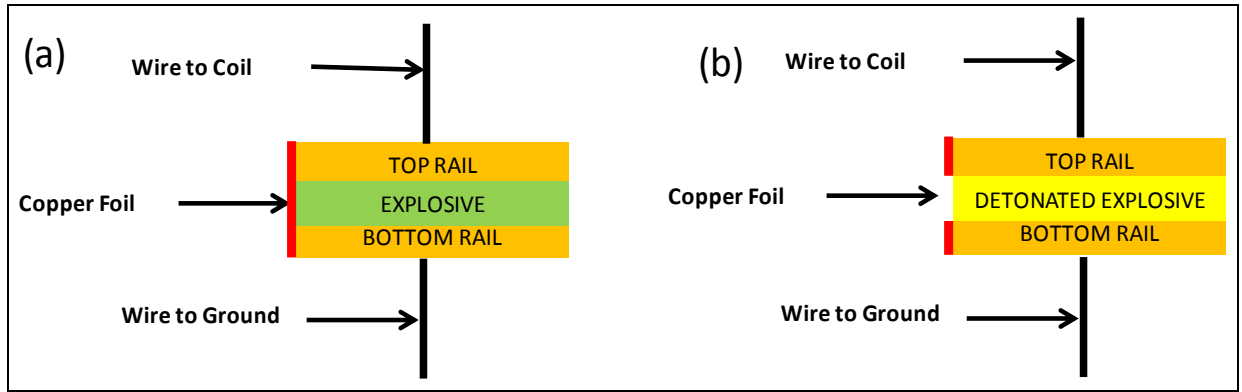 (a)
Wire to Coil
TOP RAIL
Copper Foil
EXPLOSIVE
BOTTOM RAIL
Wire to Ground
(b)
Wire to Coil
TOP RAIL
Copper Foil
DETONATED EXPLOSIVE
BOTTOM RAIL
Wire to Ground